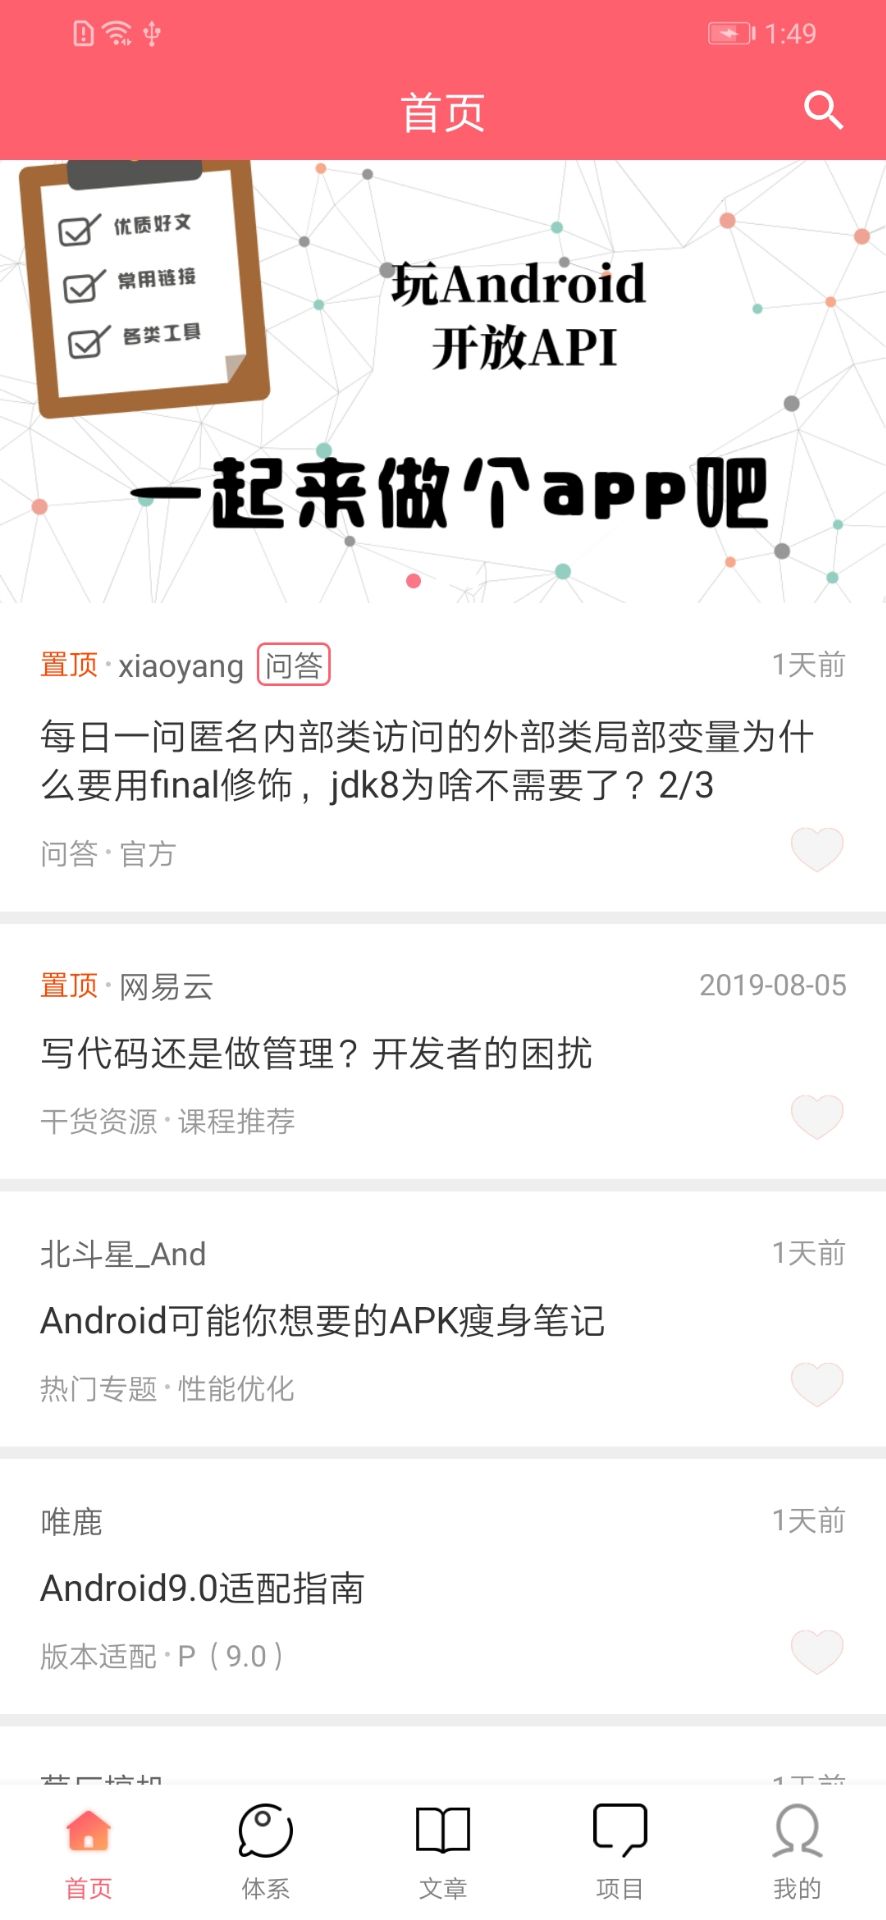 1:49
首页
优质好文
常用链接
各类工具
玩Android
开放API
一起来做个app吧
置顶·xiaoyang 问答 1天前
每日一问匿名内部类访问的外部类局部变量为什
么要用final修饰，jdk8为啥不需要了？2/3
问答·官方
置顶·网易云 2019-08-05
写代码还是做管理？开发者的困扰
干货资源·课程推荐
北斗星_And 1天前
Android可能你想要的APK瘦身笔记
热门专题·性能优化
唯鹿 1天前
Android9.0适配指南
版本适配·P（9.0）
1天前
首页 体系 文章 项目 我的